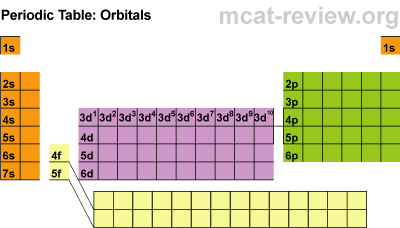 Periodic Table: Orbitals
mcat-review.org
1s 1s
2s 2p
3s 3p
4s 3d1 3d2 3d3 3d4 3d5 3d6 3d7 3d8 3d9 3d10 4p
5s 4d 5p
6s 4f 5d 6p
7s 5f 6d